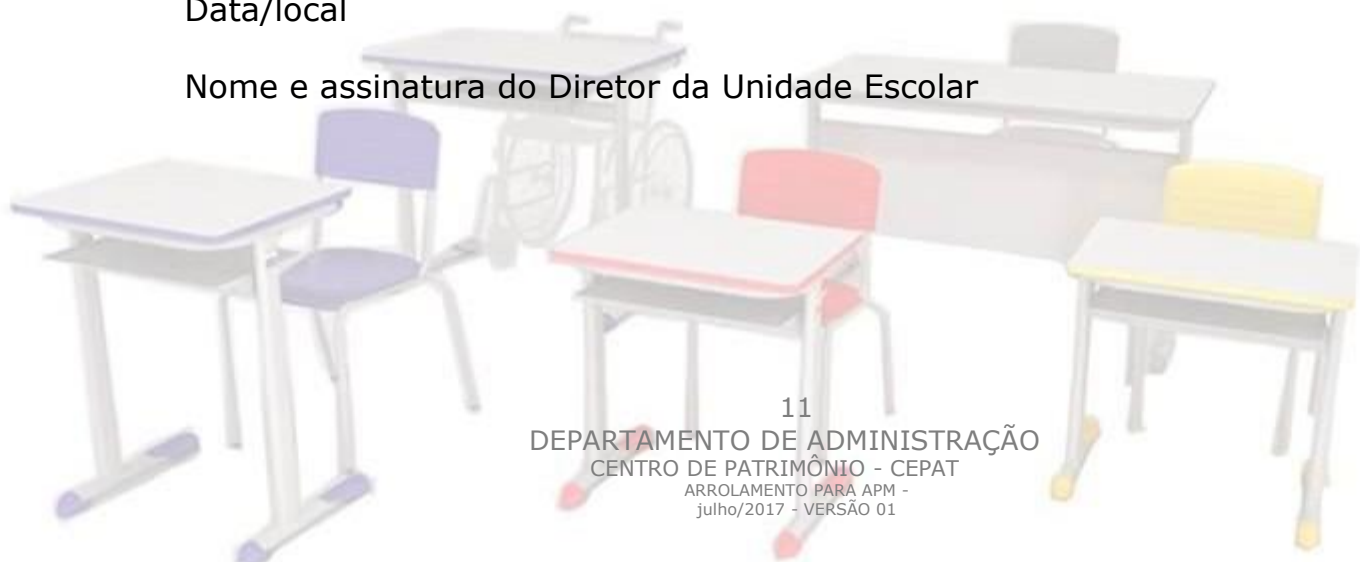 Data/local
Nome e assinatura do Diretor da Unidade Escolar
11
DEPARTAMENTO DE ADMINISTRAÇÃO
CENTRO DE PATRIMÔNIO - CEPAT
ARROLAMENTO PARA APM -
julho/2017 - VERSÃO 01